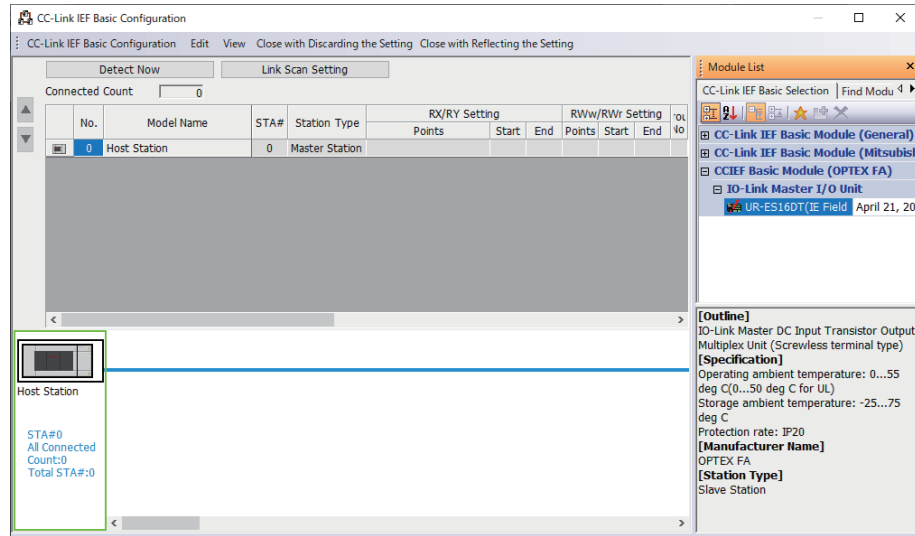 CC-Link IEF Basic Configuration
CC-Link IEF Basic Configuration Edit View Close with Discarding the Setting Close with Reflecting the Setting
Detect Now Link Scan Setting
Connected Count 0
No. Model Name STA# Station Type RX/RY Setting RWw/RWr Setting
Points Start End Points Start End
0 Host Station 0 Master Station
Host Station
STA#0
All Connected
Count:0
Total STA#:0
Module List
CC-Link IEF Basic Selection Find Modu
CC-Link IEF Basic Module (General)
CC-Link IEF Basic Module (Mitsubish
CCIEF Basic Module (OPTEX FA)
IO-Link Master I/O Unit
UR-ES16DT(IE Field April 21, 20
[Outline]
IO-Link Master DC Input Transistor Output
Multiplex Unit (Screwless terminal type)
[Specification]
Operating ambient temperature: 0...55
deg C(0...50 deg C for UL)
Storage ambient temperature: -25...75
deg C
Protection rate: IP20
[Manufacturer Name]
OPTEX FA
[Station Type]
Slave Station